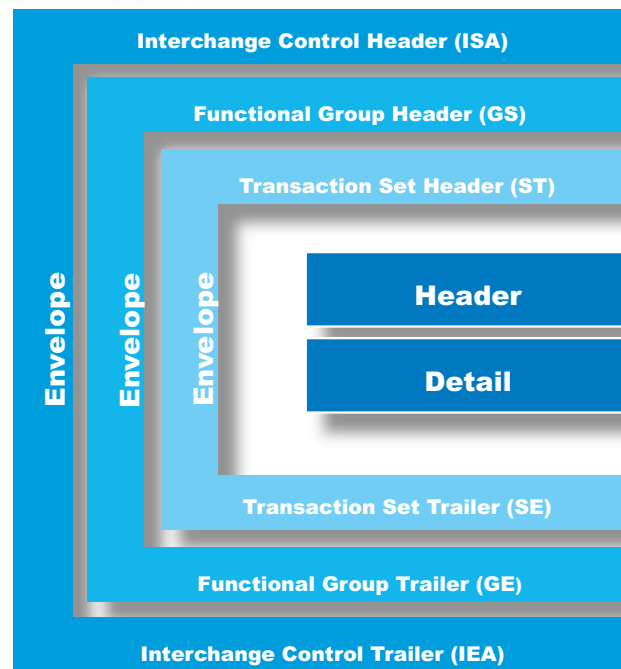 Interchange Control Header (ISA)
Functional Group Header (GS)
Transaction Set Header (ST)
Envelope
Envelope
Envelope
Header
Detail
Transaction Set Trailer (SE)
Functional Group Trailer (GE)
Interchange Control Trailer (IEA)